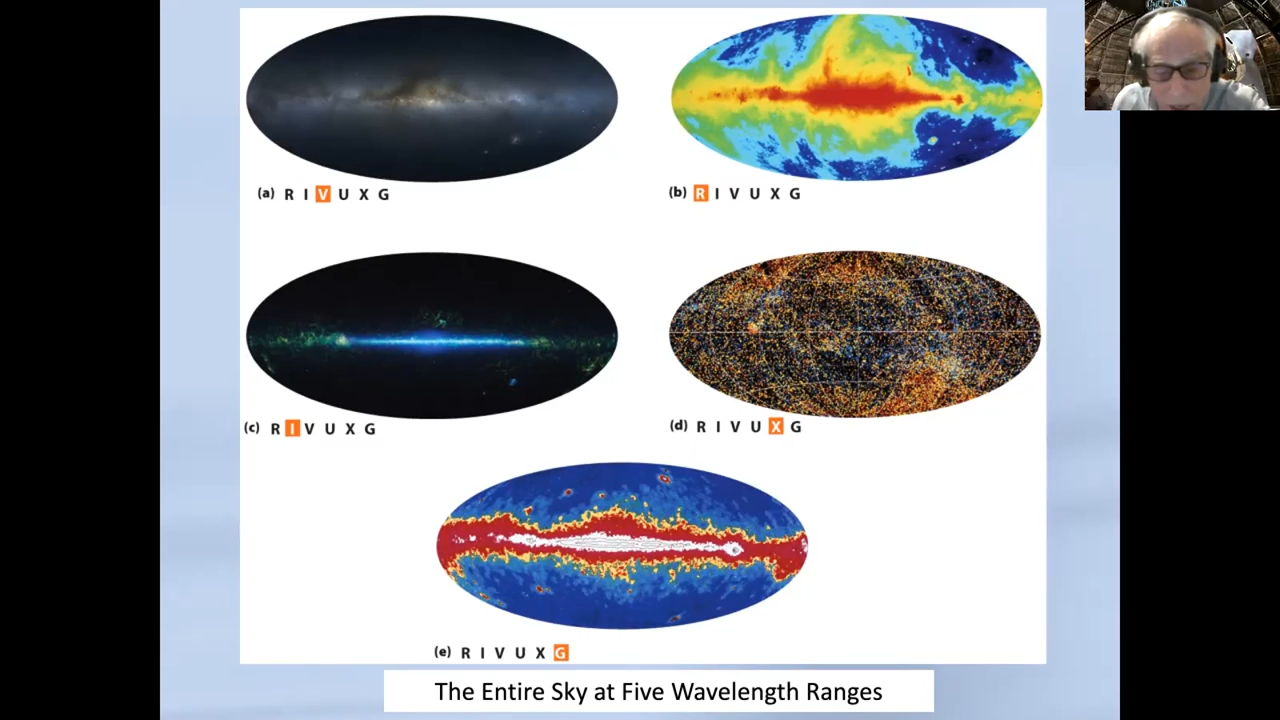 (a) R I V U X G
(b) R I V U X G
(c) R I V U X G
(d) R I V U X G
(e) R I V U X G
The Entire Sky at Five Wavelength Ranges